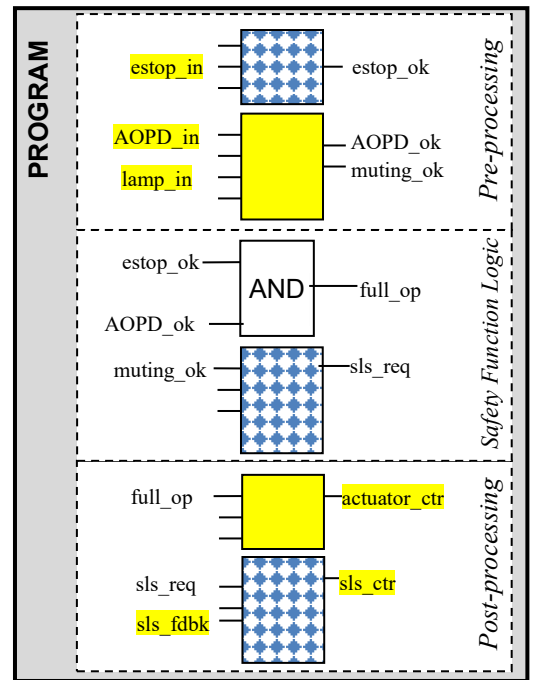 PROGRAM
Pre-processing
estop_in
estop_ok
AOPD_in
AOPD_ok
muting_ok
lamp_in
Safety Function Logic
estop_ok
AND
full_op
AOPD_ok
muting_ok
sls_req
Post-processing
full_op
actuator_ctr
sls_req
sls_ctr
sls_fdbk